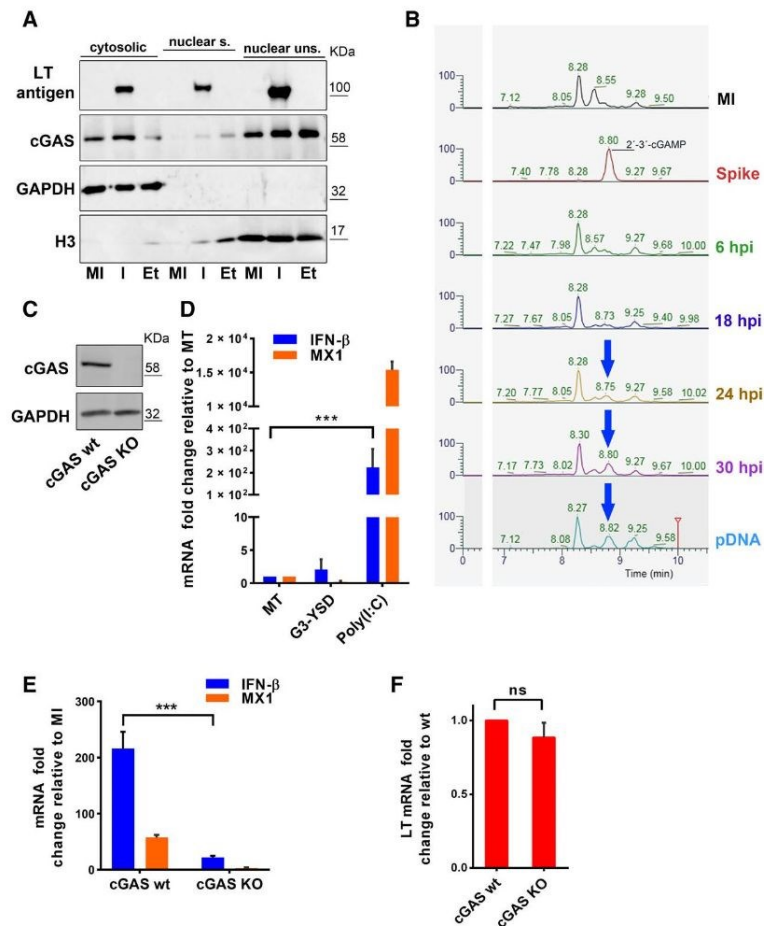 A
cytosolic nuclear s. nuclear uns. KDa
LT antigen 100
cGAS 58
GAPDH 32
H3 17
MI I Et MI I Et MI I Et
B
100 0 7.12 8.05 8.28 8.55 9.28 9.50 MI
100 0 7.40 7.78 8.28 8.80 2´-3´-cGAMP 9.27 9.67 Spike
100 0 7.22 7.47 7.98 8.28 8.57 9.27 9.68 10.00 6 hpi
100 0 7.27 7.67 8.05 8.28 8.73 9.25 9.40 9.98 18 hpi
100 0 7.20 7.77 8.05 8.28 8.75 9.27 9.58 10.02 24 hpi
100 0 7.17 7.73 8.02 8.30 8.80 9.27 9.67 10.00 30 hpi
100 0 7.12 8.08 8.27 8.82 9.25 9.58 pDNA
0 7 8 9 10
Time (min)
C
KDa
cGAS 58
GAPDH 32
cGAS wt cGAS KO
D
mRNA fold change relative to MT
IFN-β
MX1
2 × 10⁴
1.5 × 10⁴
1 × 10⁴
4 × 10²
3 × 10²
2 × 10²
1 × 10²
10
5
0
***
MT G3-YSD Poly(I:C)
E
mRNA fold
change relative to MI
IFN-β
MX1
300
200
100
0
***
cGAS wt cGAS KO
F
LT mRNA fold
change relative to wt
ns
1.0
0.5
0.0
cGAS wt cGAS KO